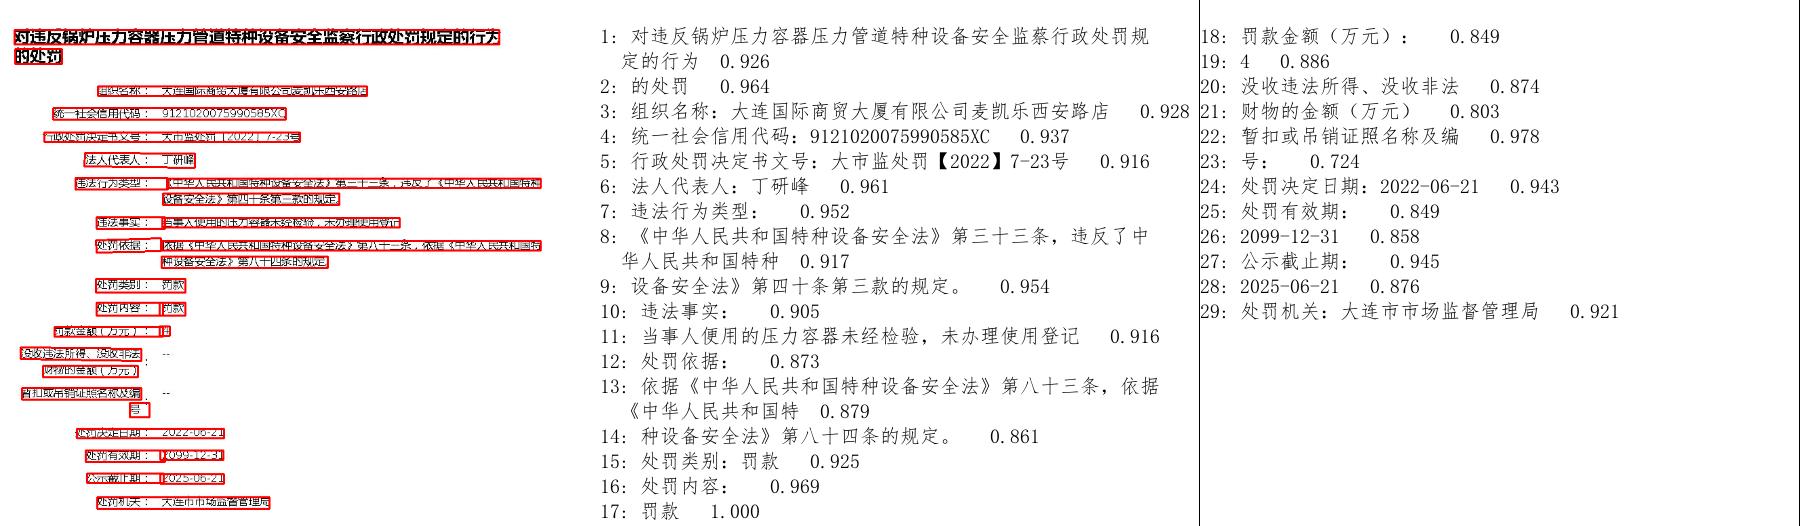 对违反锅炉压力容器压力管道特种设备安全监察行政处罚规定的行为
的处罚
组织名称： 大连国际商贸大厦有限公司麦凯乐西安路店
统一社会信用代码： 9121020075990585XC
行政处罚决定书文号： 大市监处罚【2022】7-23号
法人代表人： 丁研峰
违法行为类型： 《中华人民共和国特种设备安全法》第三十三条，违反了《中华人民共和国特种
设备安全法》第四十条第三款的规定。
违法事实： 当事人使用的压力容器未经检验，未办理使用登记
处罚依据： 依据《中华人民共和国特种设备安全法》第八十三条，依据《中华人民共和国特
种设备安全法》第八十四条的规定。
处罚类别： 罚款
处罚内容： 罚款
罚款金额（万元）： 4
没收违法所得、没收非法
财物的金额（万元） ： --
暂扣或吊销证照名称及编
号： --
处罚决定日期： 2022-06-21
处罚有效期： 2099-12-31
公示截止期： 2025-06-21
处罚机关： 大连市市场监督管理局
1: 对违反锅炉压力容器压力管道特种设备安全监蔡行政处罚规
定的行为 0.926
2: 的处罚 0.964
3: 组织名称：大连国际商贸大厦有限公司麦凯乐西安路店 0.928
4: 统一社会信用代码：9121020075990585XC 0.937
5: 行政处罚决定书文号：大市监处罚【2022】7-23号 0.916
6: 法人代表人：丁研峰 0.961
7: 违法行为类型： 0.952
8: 《中华人民共和国特种设备安全法》第三十三条，违反了中
华人民共和国特种 0.917
9: 设备安全法》第四十条第三款的规定。 0.954
10: 违法事实： 0.905
11: 当事人便用的压力容器未经检验，未办理使用登记 0.916
12: 处罚依据： 0.873
13: 依据《中华人民共和国特种设备安全法》第八十三条，依据
《中华人民共和国特 0.879
14: 种设备安全法》第八十四条的规定。 0.861
15: 处罚类别：罚款 0.925
16: 处罚内容： 0.969
17: 罚款 1.000
18: 罚款金额（万元）： 0.849
19: 4 0.886
20: 没收违法所得、没收非法 0.874
21: 财物的金额（万元） 0.803
22: 暂扣或吊销证照名称及编 0.978
23: 号： 0.724
24: 处罚决定日期：2022-06-21 0.943
25: 处罚有效期： 0.849
26: 2099-12-31 0.858
27: 公示截止期： 0.945
28: 2025-06-21 0.876
29: 处罚机关：大连市市场监督管理局 0.921